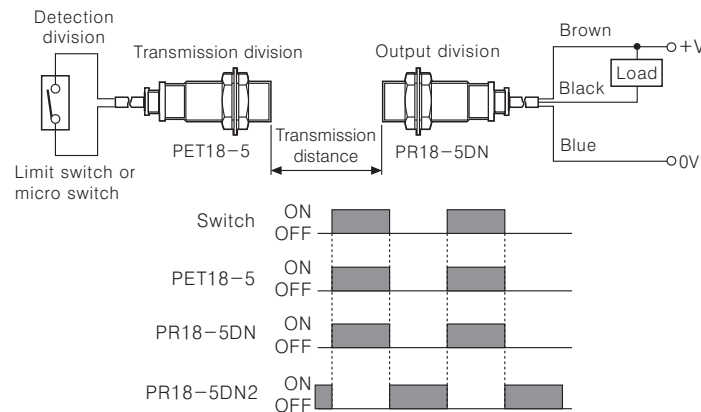 Detection
division
Transmission division
Output division
Brown
+V
Load
Black
Transmission
distance
PET18-5
PR18-5DN
Blue
0V
Limit switch or
micro switch
Switch
ON
OFF
PET18-5
ON
OFF
PR18-5DN
ON
OFF
PR18-5DN2
ON
OFF